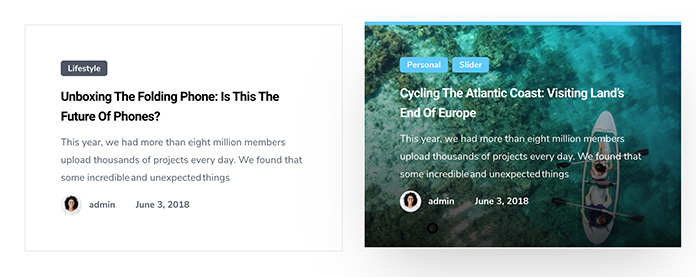 Lifestyle
Unboxing The Folding Phone: Is This The
Future Of Phones?
This year, we had more than eight million members
upload thousands of projects every day. We found that
some incredible and unexpected things
admin June 3, 2018
Personal Slider
Cycling The Atlantic Coast: Visiting Land's
End Of Europe
This year, we had more than eight million members
upload thousands of projects every day. We found that
some incredible and unexpected things
admin June 3, 2018